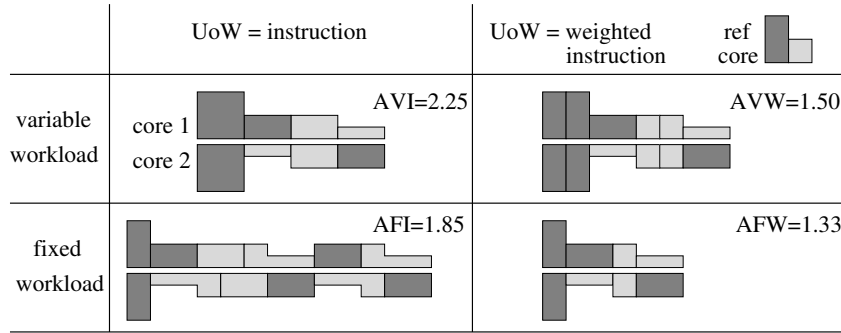 UoW = instruction
UoW = weighted instruction
ref core
variable workload
AVI=2.25
core 1
core 2
AVW=1.50
fixed workload
AFI=1.85
AFW=1.33